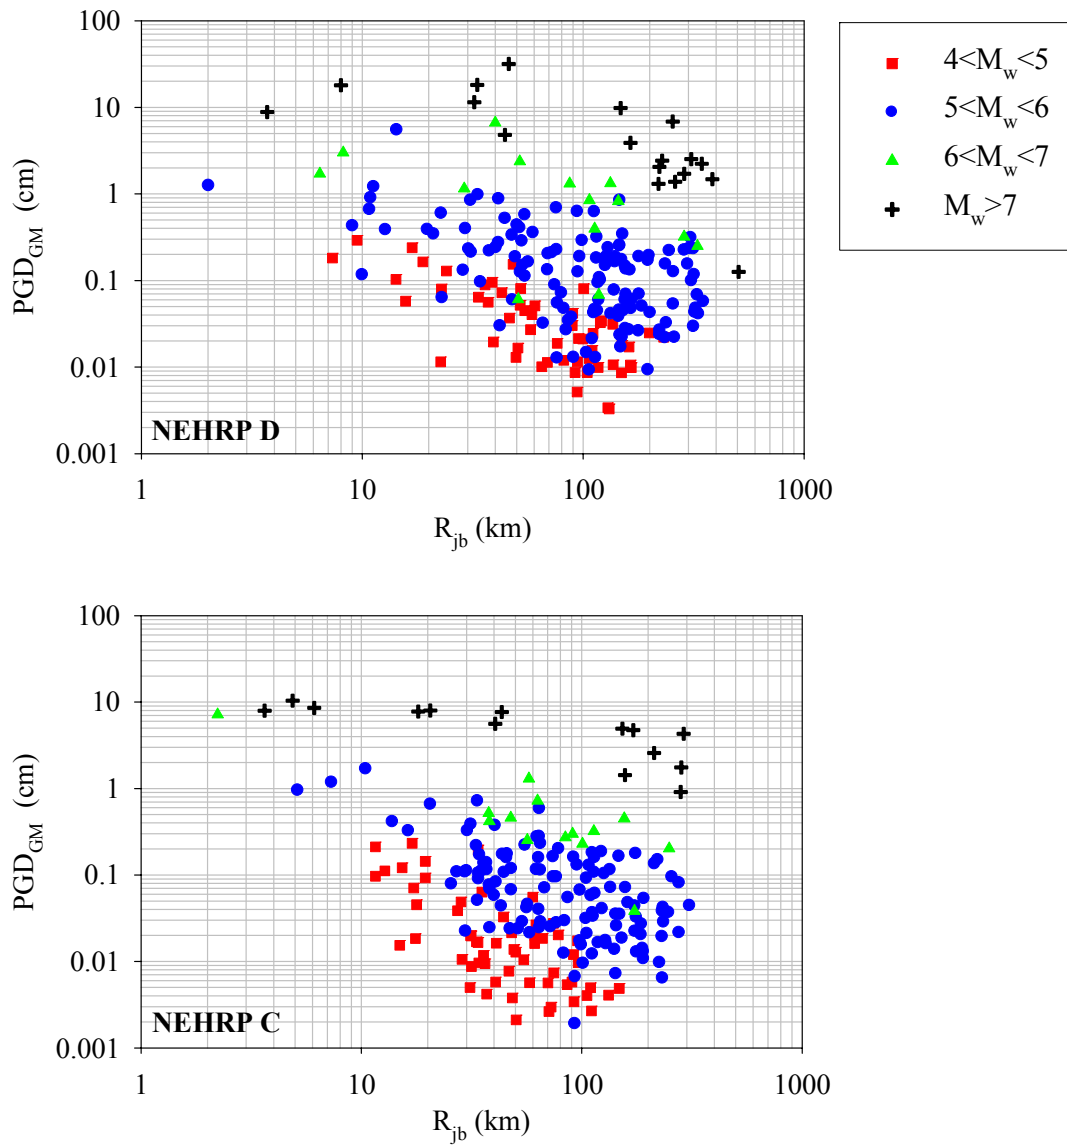 100
10
1
0.1
0.01
0.001
PGD_GM (cm)
NEHRP D
1 10 100 1000
R_jb (km)
4<M_w<5
5<M_w<6
6<M_w<7
M_w>7
100
10
1
0.1
0.01
0.001
PGD_GM (cm)
NEHRP C
1 10 100 1000
R_jb (km)